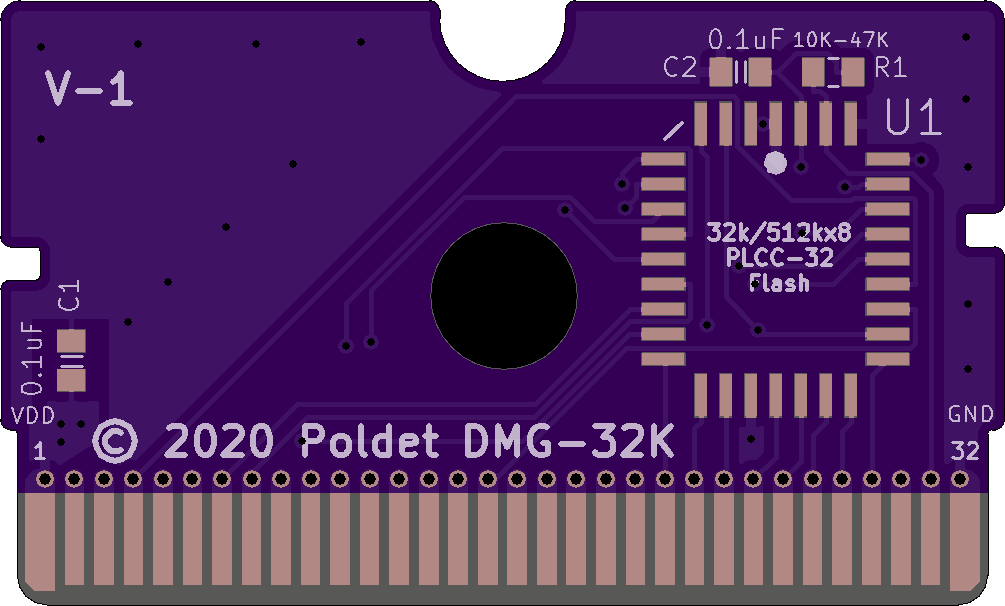 0.1uF 10K-47K
C2 R1
V-1
U1
32k/512kx8
PLCC-32
Flash
C1
0.1uF
VDD
GND
1
32
© 2020 Poldet DMG-32K